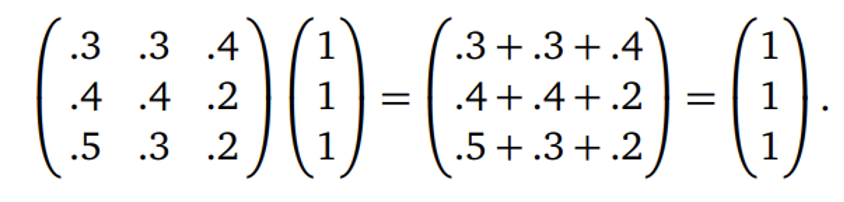 .3 .3 .4 1 .3 + .3 + .4 1
.4 .4 .2 1 = .4 + .4 + .2 = 1 .
.5 .3 .2 1 .5 + .3 + .2 1